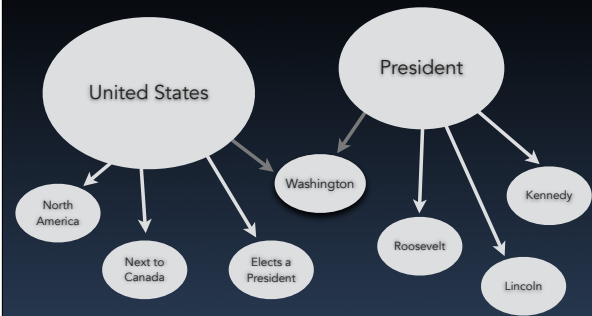 United States
President
Washington
North
America
Next to
Canada
Elects a
President
Roosevelt
Lincoln
Kennedy